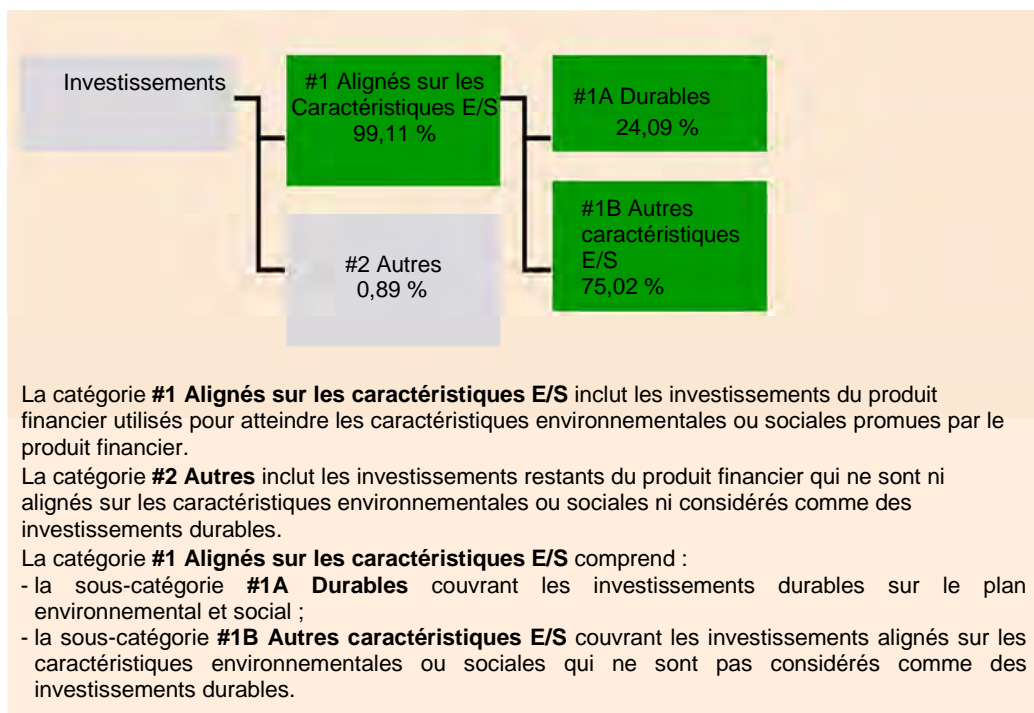 Investissements
#1 Alignés sur les
Caractéristiques E/S
99,11 %
#1A Durables
24,09 %
#1B Autres
caractéristiques
E/S
75,02 %
#2 Autres
0,89 %
La catégorie #1 Alignés sur les caractéristiques E/S inclut les investissements du produit
financier utilisés pour atteindre les caractéristiques environnementales ou sociales promues par le
produit financier.
La catégorie #2 Autres inclut les investissements restants du produit financier qui ne sont ni
alignés sur les caractéristiques environnementales ou sociales ni considérés comme des
investissements durables.
La catégorie #1 Alignés sur les caractéristiques E/S comprend :
- la sous-catégorie #1A Durables couvrant les investissements durables sur le plan
environnemental et social ;
- la sous-catégorie #1B Autres caractéristiques E/S couvrant les investissements alignés sur les
caractéristiques environnementales ou sociales qui ne sont pas considérés comme des
investissements durables.